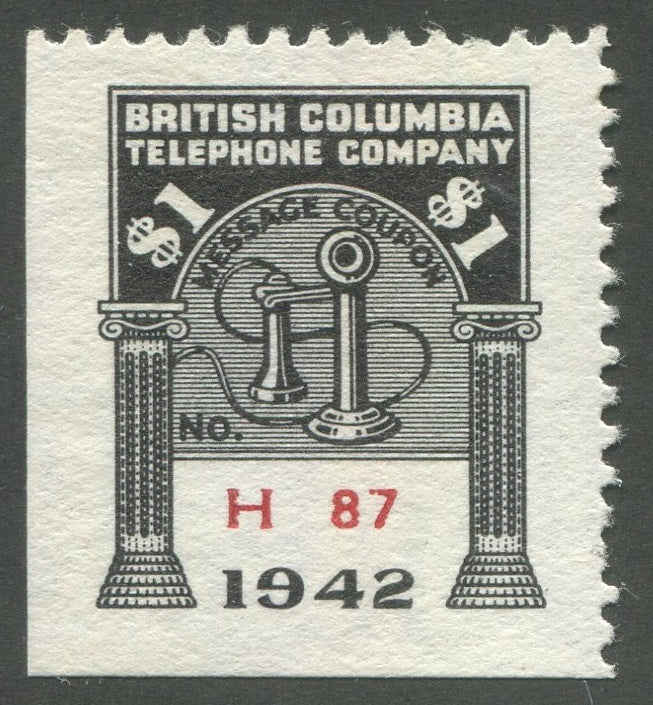 BRITISH COLUMBIA
TELEPHONE COMPANY
$1 $1
MESSAGE COUPON
No.
H 87
1942